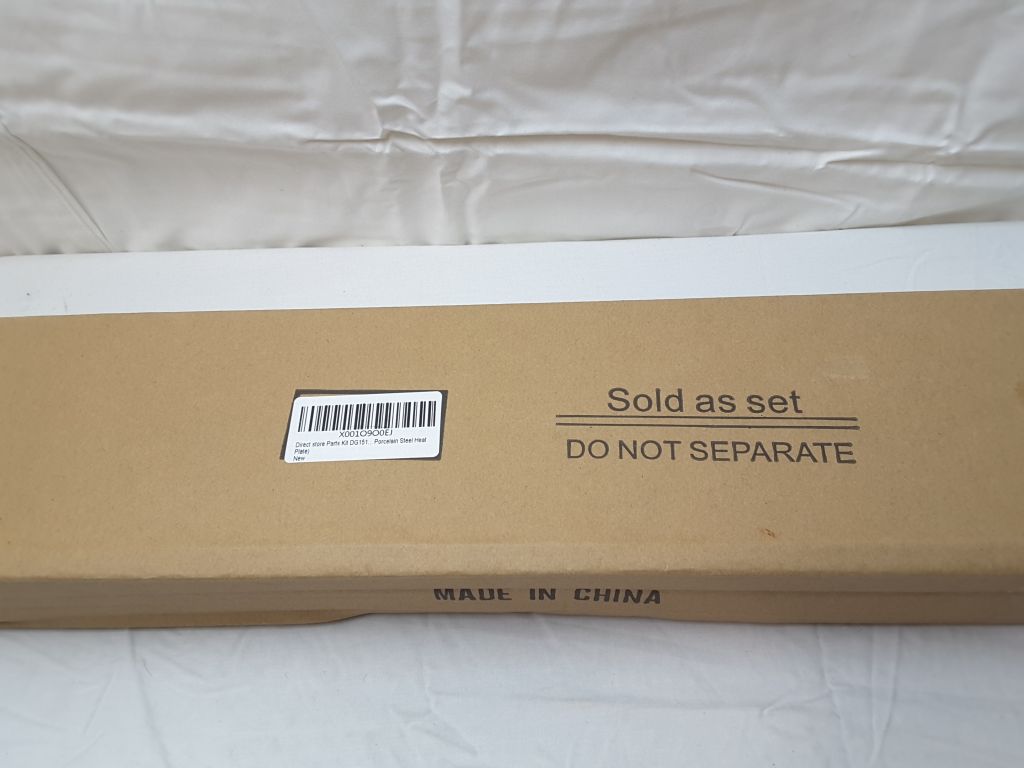 X001O9O0EJ
Direct store Parts Kit DG151... Porcelain Steel Heat
Plate)
New
Sold as set
DO NOT SEPARATE
MADE IN CHINA